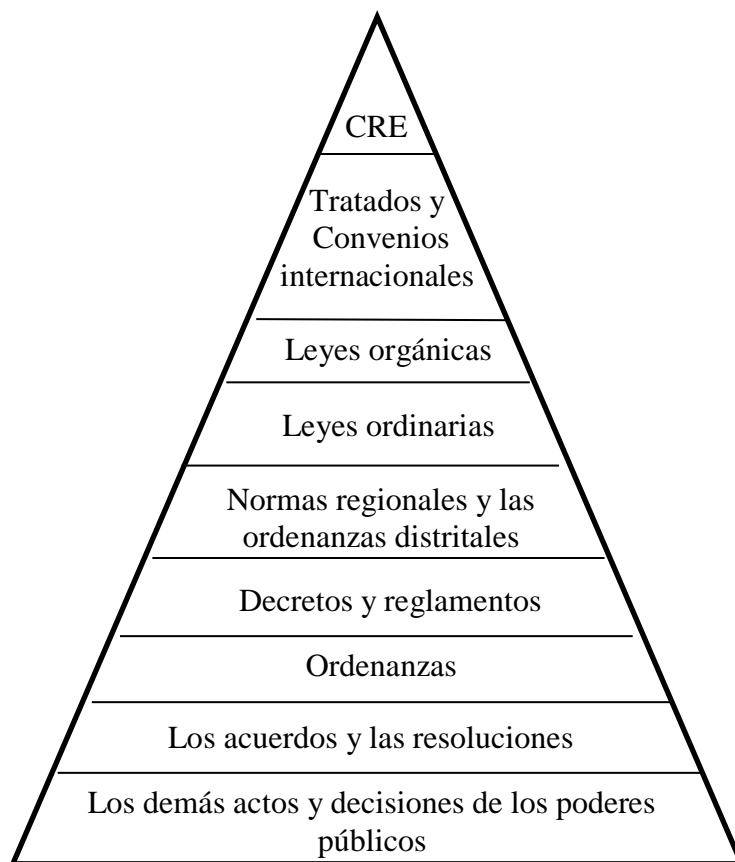 CRE
Tratados y
Convenios
internacionales
Leyes orgánicas
Leyes ordinarias
Normas regionales y las
ordenanzas distritales
Decretos y reglamentos
Ordenanzas
Los acuerdos y las resoluciones
Los demás actos y decisiones de los poderes
públicos